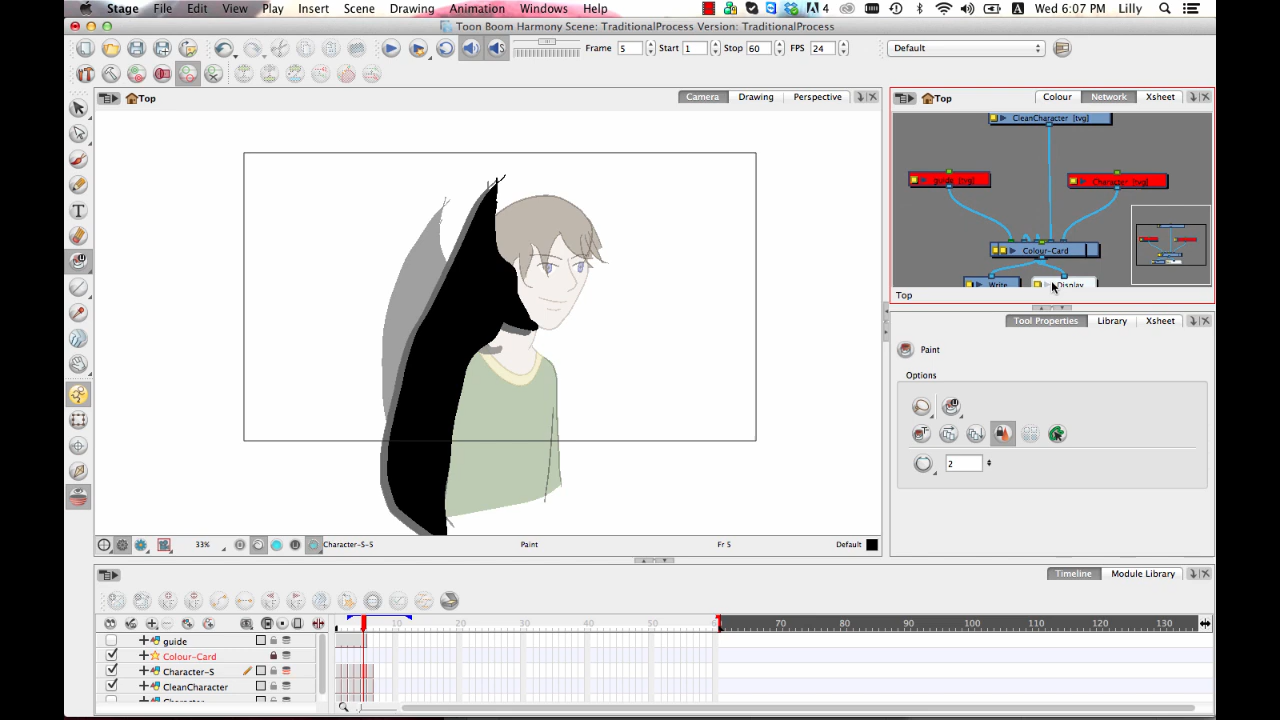 Stage File Edit View Play Insert Scene Drawing Animation Windows Help 4 A Wed 6:07 PM Lilly
Toon Boom Harmony Scene: TraditionalProcess Version: TraditionalProcess
Frame 5 Start 1 Stop 60 FPS 24 Default
Top Camera Drawing Perspective
Top Colour Network Xsheet
CleanCharacter [tvg]
guide [tvg]
Character [tvg]
Colour-Card
Write Display
Top
Tool Properties Library Xsheet
Paint
Options
2
33% Character-S-S Paint Fr 5 Default
Timeline Module Library
10 20 30 40 50 70 80 90 100 110 120 130
guide
Colour-Card
Character-S
CleanCharacter
Character